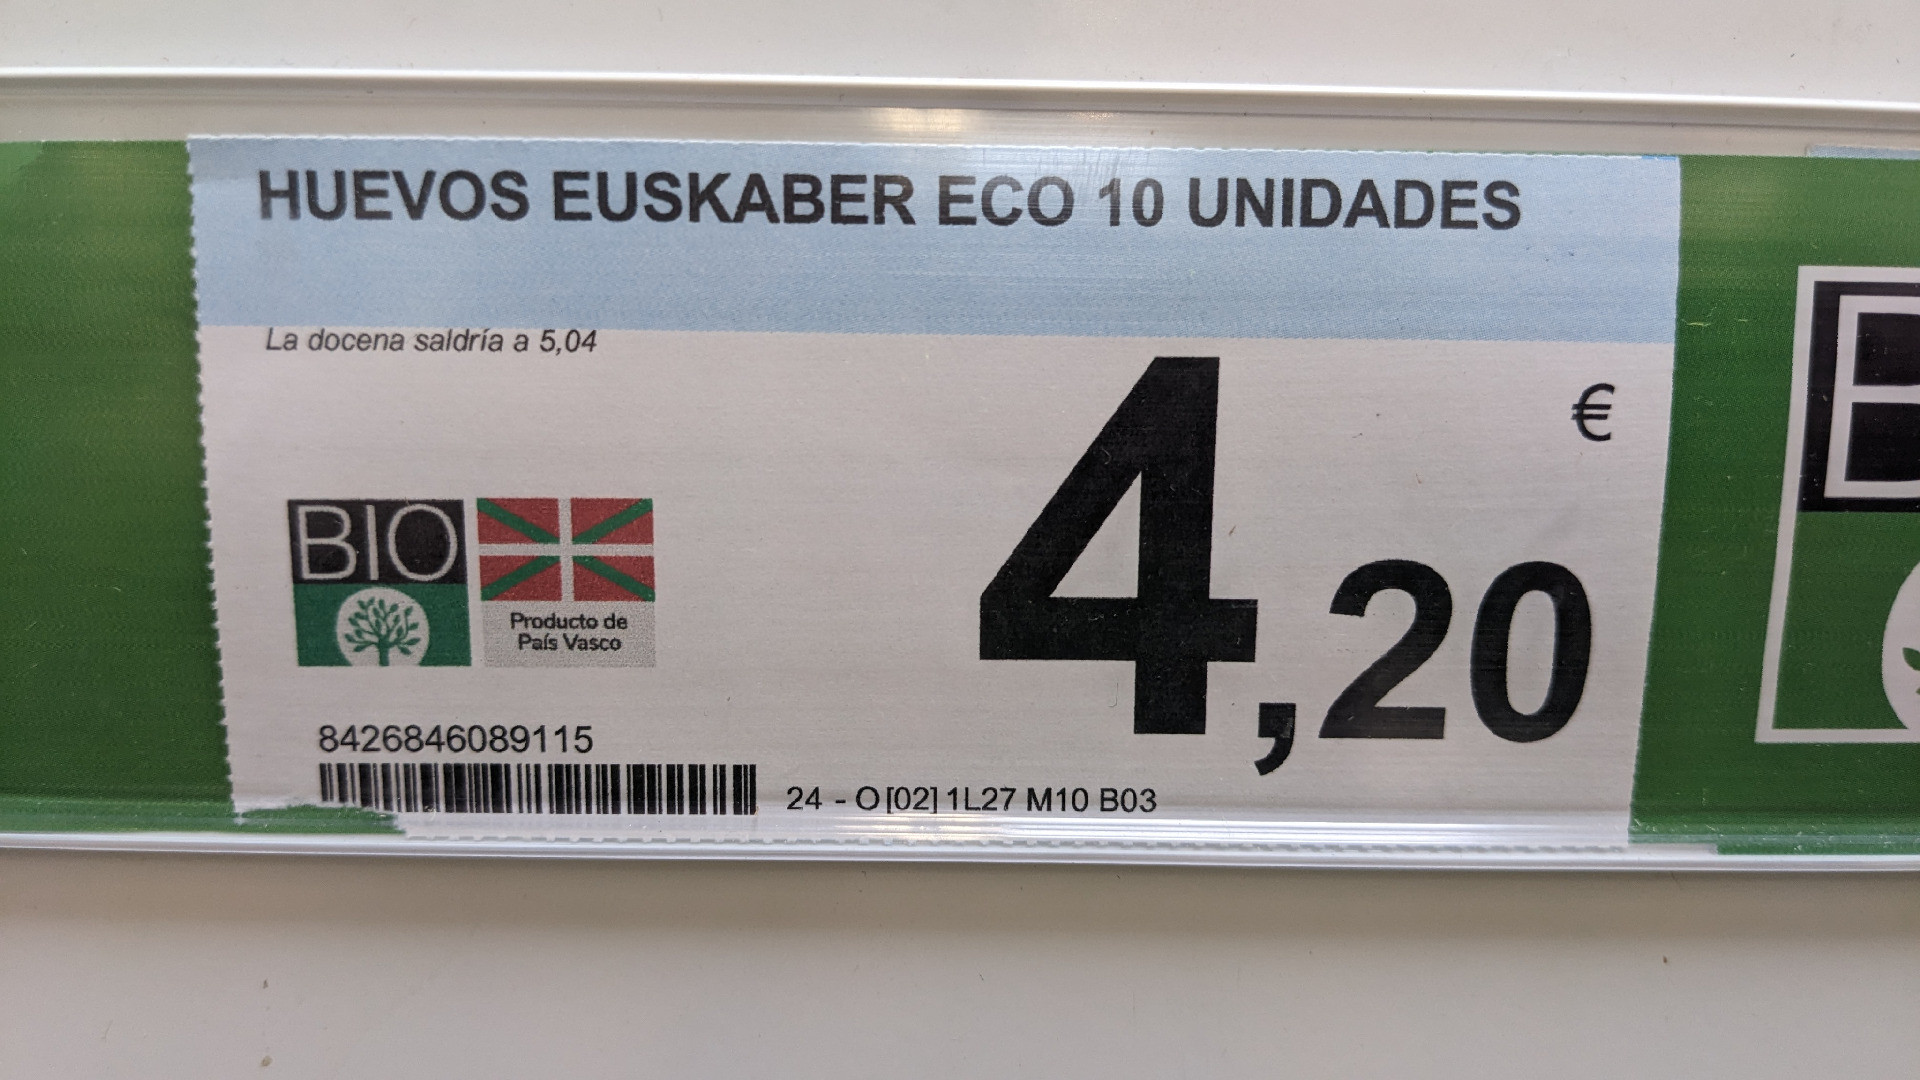 HUEVOS EUSKABER ECO 10 UNIDADES
La docena saldría a 5,04
€
4,20
BIO
Producto de
País Vasco
8426846089115
24 - O [02] 1L27 M10 B03